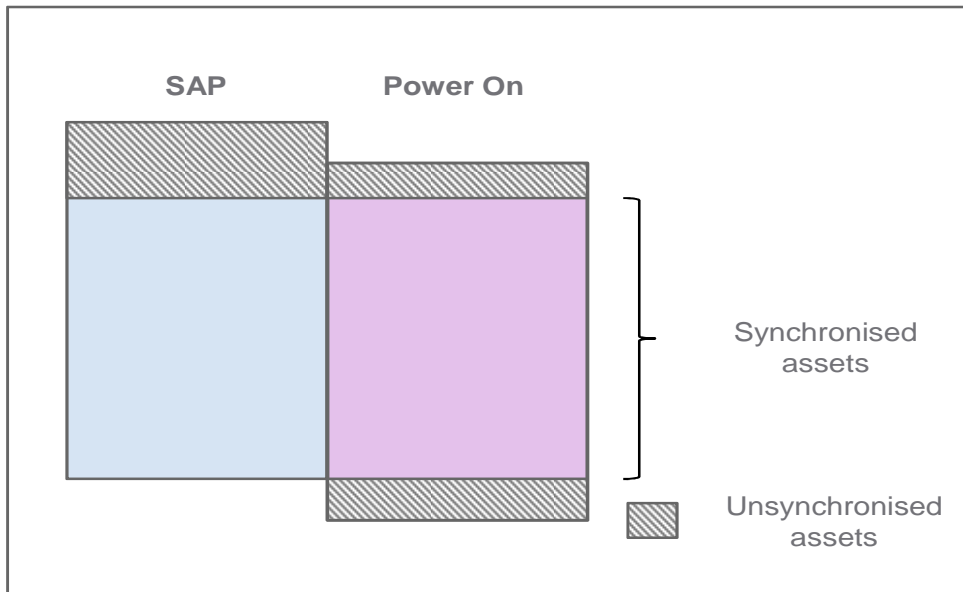 SAP
Power On
Synchronised
assets
Unsynchronised
assets